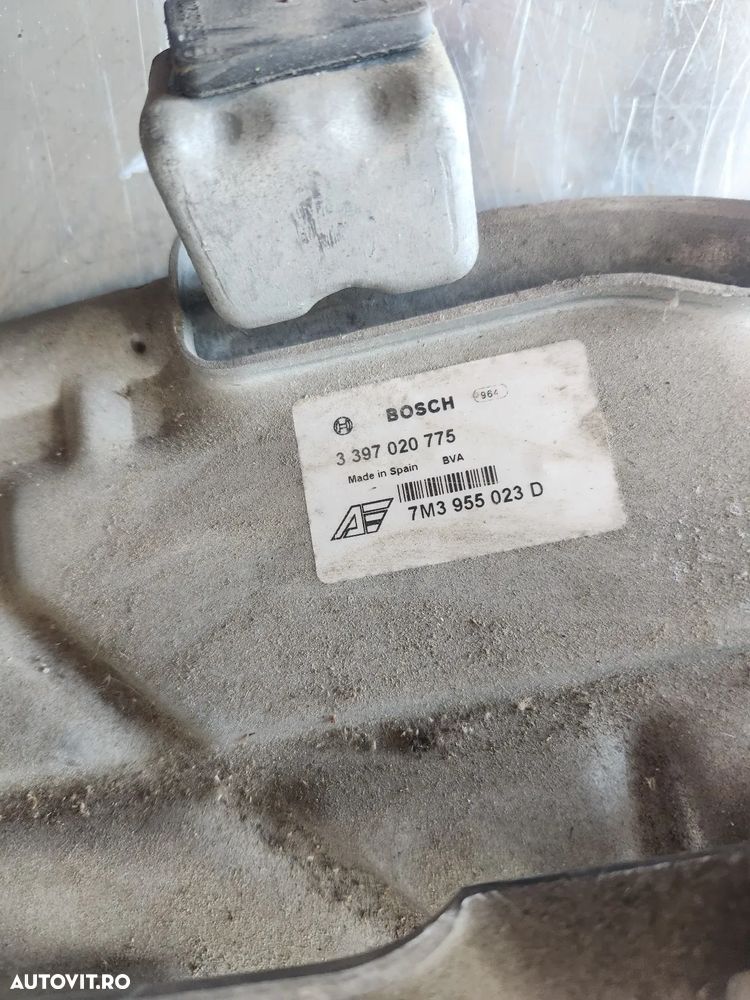 BOSCH 964
3 397 020 775
Made in Spain BVA
7M3 955 023 D
AUTOVIT.RO